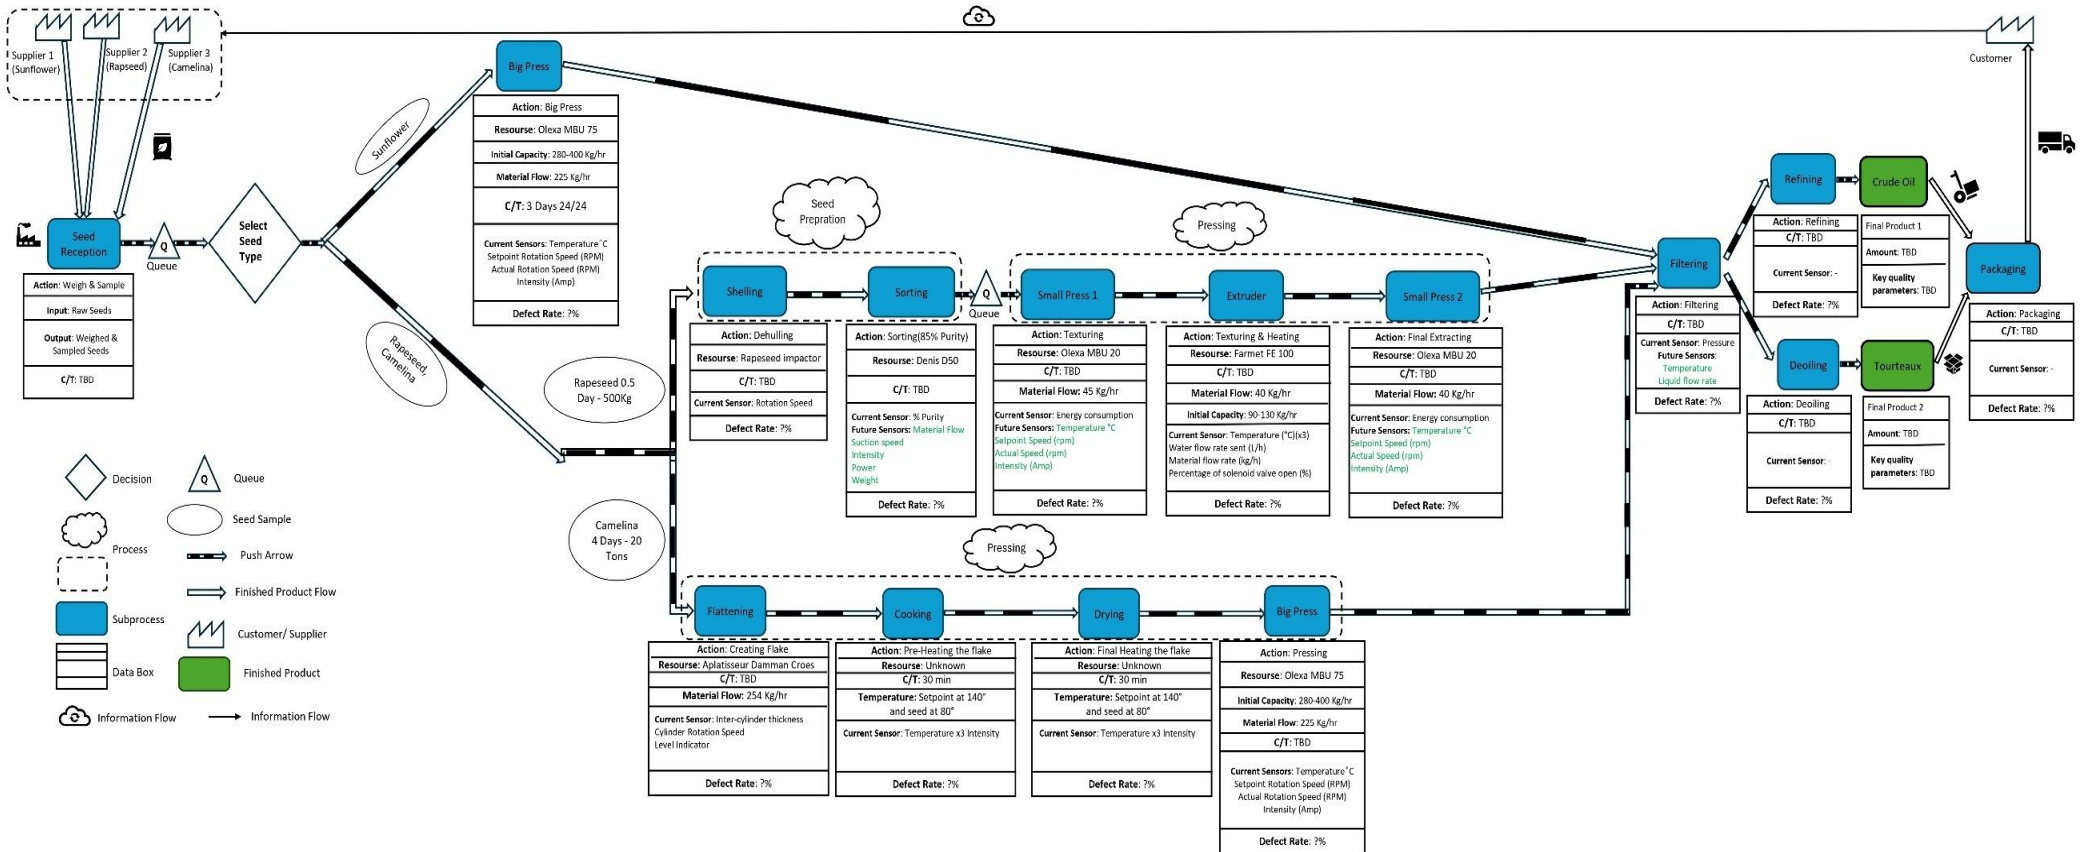 Supplier 1
(Sunflower)
Supplier 2
(Rapseed)
Supplier 3
(Camelina)
Customer
Seed
Reception
Action: Weigh & Sample
Input: Raw Seeds
Output: Weighed &
Sampled Seeds
C/T: TBD
Q
Queue
Select
Seed
Type
Sunflower
Rapeseed,
Camelina
Big Press
Action: Big Press
Resourse: Olexa MBU 75
Initial Capacity: 280-400 Kg/hr
Material Flow: 225 Kg/hr
C/T: 3 Days 24/24
Current Sensors: Temperature˚C
Setpoint Rotation Speed (RPM)
Actual Rotation Speed (RPM)
Intensity (Amp)
Defect Rate: ?%
Rapeseed 0.5
Day - 500Kg
Camelina
4 Days - 20
Tons
Seed
Prepration
Shelling
Action: Dehulling
Resourse: Rapeseed impactor
C/T: TBD
Current Sensor: Rotation Speed
Defect Rate: ?%
Sorting
Action: Sorting(85% Purity)
Resourse: Denis D50
C/T: TBD
Current Sensor: % Purity
Future Sensors: Material Flow
Suction speed
Intensity
Power
Weight
Defect Rate: ?%
Q
Queue
Pressing
Small Press 1
Action: Texturing
Resourse: Olexa MBU 20
C/T: TBD
Material Flow: 45 Kg/hr
Current Sensor: Energy consumption
Future Sensors: Temperature °C
Setpoint Speed (rpm)
Actual Speed (rpm)
Intensity (Amp)
Defect Rate: ?%
Extruder
Action: Texturing & Heating
Resourse: Farmet FE 100
C/T: TBD
Material Flow: 40 Kg/hr
Initial Capacity: 90-130 Kg/hr
Current Sensor: Temperature (°C)(x3)
Water flow rate sent (L/h)
Material flow rate (kg/h)
Percentage of solenoid valve open (%)
Defect Rate: ?%
Small Press 2
Action: Final Extracting
Resourse: Olexa MBU 20
C/T: TBD
Material Flow: 40 Kg/hr
Current Sensor: Energy consumption
Future Sensors: Temperature °C
Setpoint Speed (rpm)
Actual Speed (rpm)
Intensity (Amp)
Defect Rate: ?%
Pressing
Flattening
Action: Creating Flake
Resourse: Aplatisseur Damman Croes
C/T: TBD
Material Flow: 254 Kg/hr
Current Sensor: Inter-cylinder thickness
Cylinder Rotation Speed
Level Indicator
Defect Rate: ?%
Cooking
Action: Pre-Heating the flake
Resourse: Unknown
C/T: 30 min
Temperature: Setpoint at 140°
and seed at 80°
Current Sensor: Temperature x3 Intensity
Defect Rate: ?%
Drying
Action: Final Heating the flake
Resourse: Unknown
C/T: 30 min
Temperature: Setpoint at 140°
and seed at 80°
Current Sensor: Temperature x3 Intensity
Defect Rate: ?%
Big Press
Action: Pressing
Resourse: Olexa MBU 75
Initial Capacity: 280-400 Kg/hr
Material Flow: 225 Kg/hr
C/T: TBD
Current Sensors: Temperature˚C
Setpoint Rotation Speed (RPM)
Actual Rotation Speed (RPM)
Intensity (Amp)
Defect Rate: ?%
Filtering
Action: Filtering
C/T: TBD
Current Sensor: Pressure
Future Sensors:
Temperature
Liquid flow rate
Defect Rate: ?%
Refining
Action: Refining
C/T: TBD
Current Sensor: -
Defect Rate: ?%
Crude Oil
Final Product 1
Amount: TBD
Key quality
parameters: TBD
Deoiling
Action: Deoiling
C/T: TBD
Current Sensor: -
Defect Rate: ?%
Tourteaux
Final Product 2
Amount: TBD
Key quality
parameters: TBD
Packaging
Action: Packaging
C/T: TBD
Current Sensor: -
Defect Rate: ?%
Decision
Q
Queue
Process
Seed Sample
Push Arrow
Finished Product Flow
Subprocess
Customer/ Supplier
Data Box
Finished Product
Information Flow
Information Flow